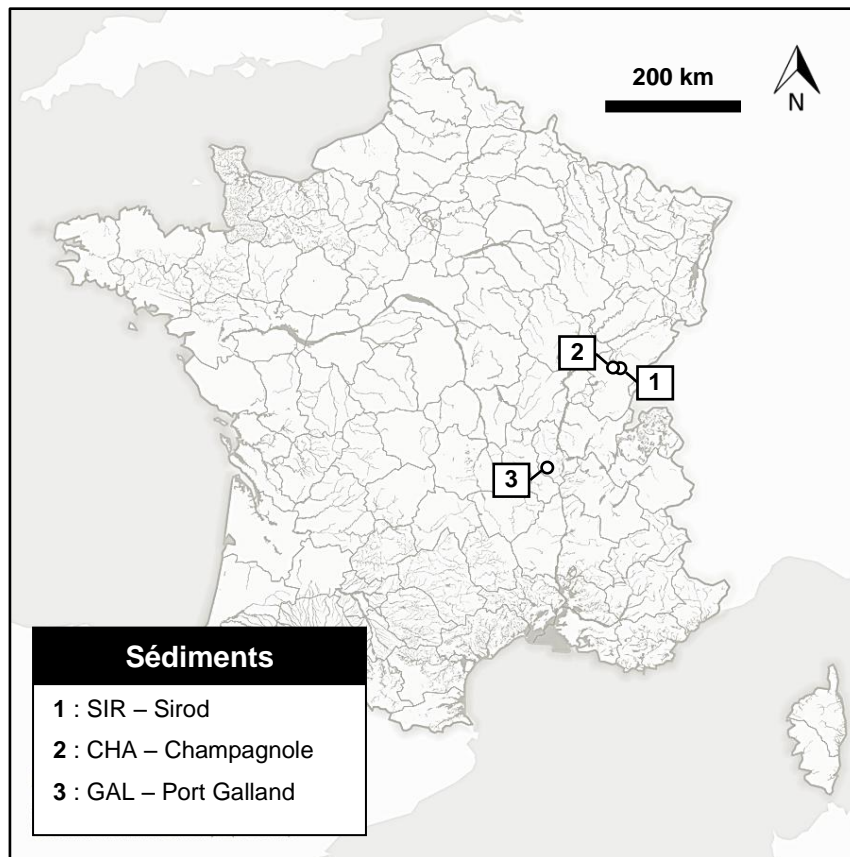 200 km
N
2
1
3
Sédiments
1 : SIR – Sirod
2 : CHA – Champagnole
3 : GAL – Port Galland